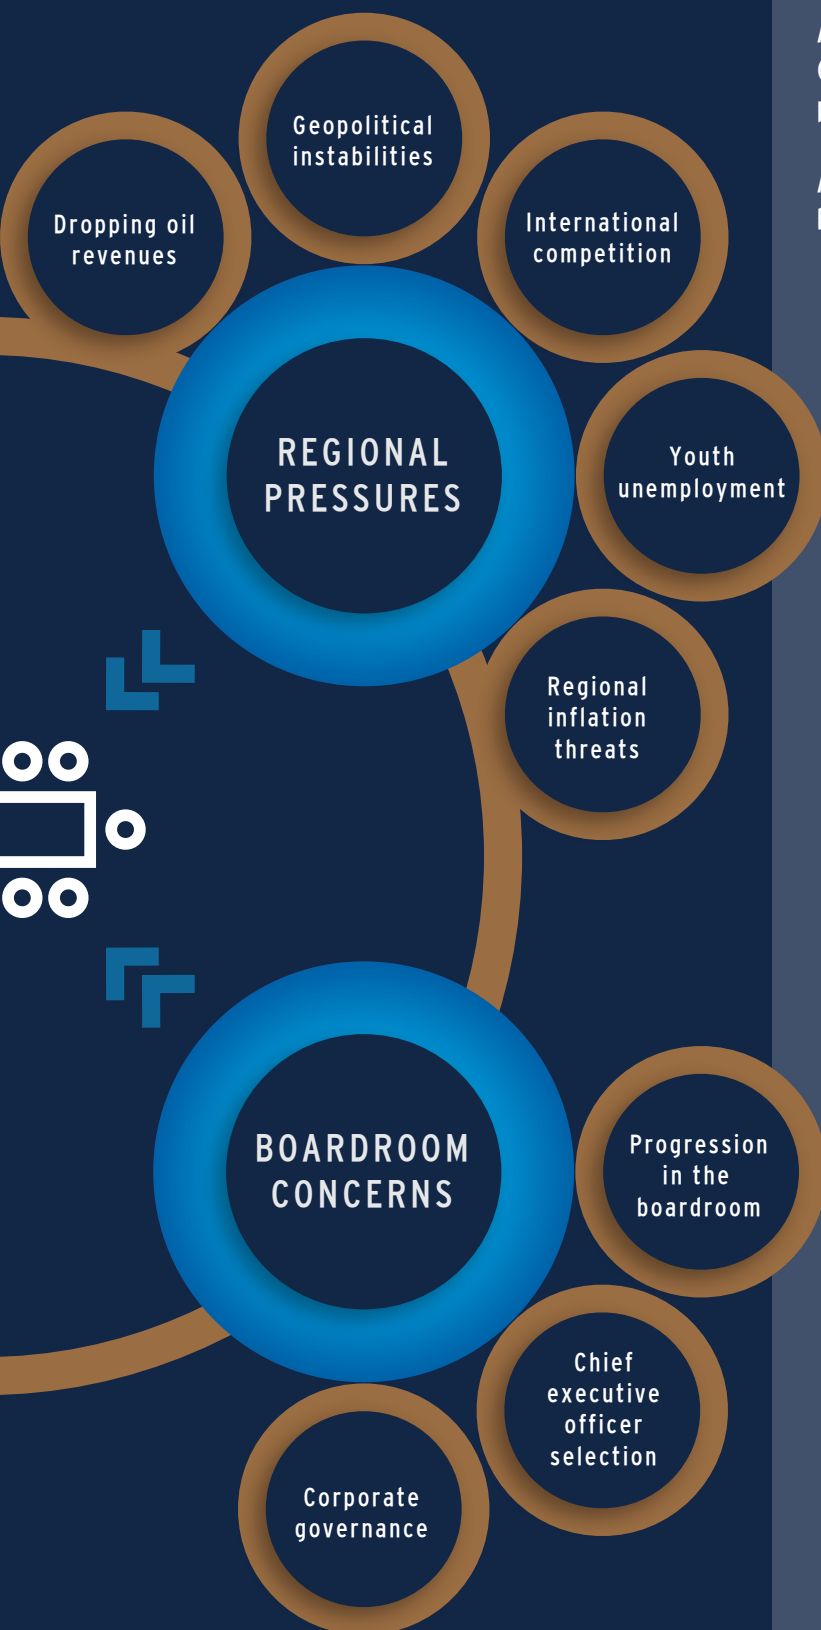 Geopolitical
instabilities
Dropping oil
revenues
International
competition
REGIONAL
PRESSURES
Youth
unemployment
Regional
inflation
threats
BOARDROOM
CONCERNS
Progression
in the
boardroom
Chief
executive
officer
selection
Corporate
governance